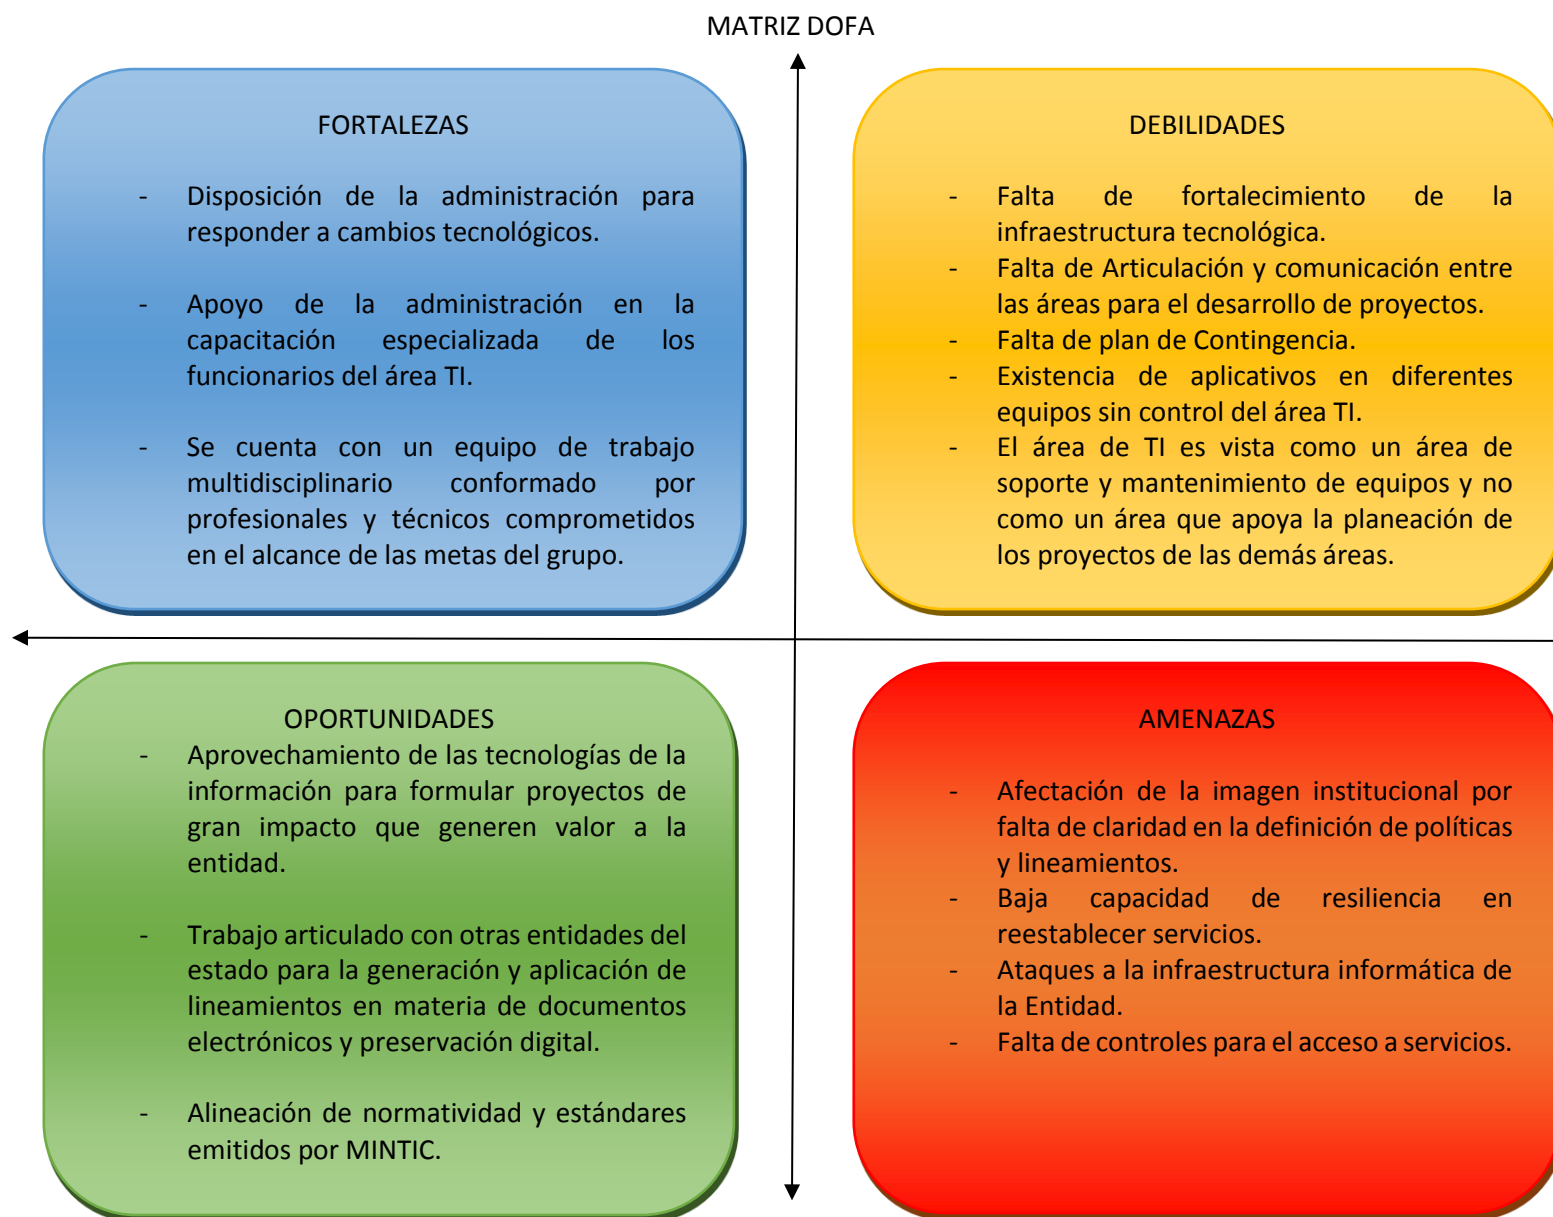 MATRIZ DOFA
FORTALEZAS
- Disposición de la administración para
responder a cambios tecnológicos.
- Apoyo de la administración en la
capacitación especializada de los
funcionarios del área TI.
- Se cuenta con un equipo de trabajo
multidisciplinario conformado por
profesionales y técnicos comprometidos
en el alcance de las metas del grupo.
DEBILIDADES
- Falta de fortalecimiento de la
infraestructura tecnológica.
- Falta de Articulación y comunicación entre
las áreas para el desarrollo de proyectos.
- Falta de plan de Contingencia.
- Existencia de aplicativos en diferentes
equipos sin control del área TI.
- El área de TI es vista como un área de
soporte y mantenimiento de equipos y no
como un área que apoya la planeación de
los proyectos de las demás áreas.
OPORTUNIDADES
- Aprovechamiento de las tecnologías de la
información para formular proyectos de
gran impacto que generen valor a la
entidad.
- Trabajo articulado con otras entidades del
estado para la generación y aplicación de
lineamientos en materia de documentos
electrónicos y preservación digital.
- Alineación de normatividad y estándares
emitidos por MINTIC.
AMENAZAS
- Afectación de la imagen institucional por
falta de claridad en la definición de políticas
y lineamientos.
- Baja capacidad de resiliencia en
reestablecer servicios.
- Ataques a la infraestructura informática de
la Entidad.
- Falta de controles para el acceso a servicios.